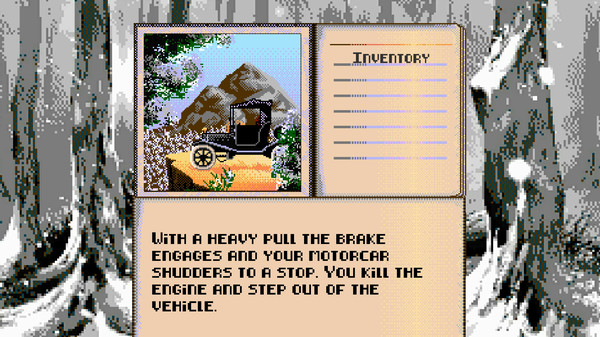 Inventory
With a heavy pull the brake
engages and your motorcar
shudders to a stop. You kill the
engine and step out of the
vehicle.